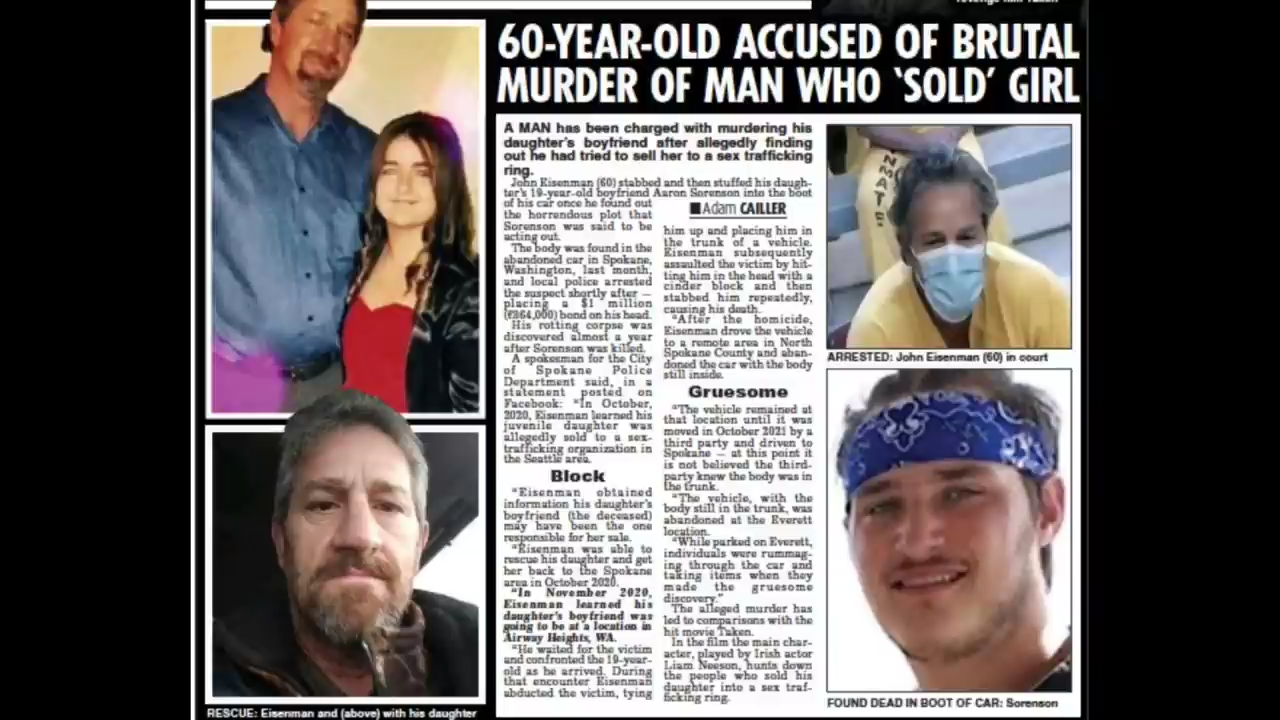 60-YEAR-OLD ACCUSED OF BRUTAL
MURDER OF MAN WHO ‘SOLD’ GIRL
A MAN has been charged with murdering his
daughter's boyfriend after allegedly finding
out he had tried to sell her to a sex trafficking
ring.
John Eisenman (60) stabbed and then stuffed his daugh-
ter's 19-year-old boyfriend Aaron Sorenson into the boot
of his car once he found out
the horrendous plot that
Sorenson was said to be
acting out.
The body was found in the
abandoned car in Spokane,
Washington, last month,
and local police arrested
the suspect shortly after —
placing a $1 million
(£864,000) bond on his head.
His rotting corpse was
discovered almost a year
after Sorenson was killed.
A spokesman for the City
of Spokane Police
Department said, in a
statement posted on
Facebook: “In October,
2020, Eisenman learned his
juvenile daughter was
allegedly sold to a sex-
trafficking organization in
the Seattle area.
Block
“Eisenman obtained
information his daughter's
boyfriend (the deceased)
may have been the one
responsible for her sale.
“Eisenman was able to
rescue his daughter and get
her back to the Spokane
area in October 2020.
“In November 2020,
Eisenman learned his
daughter's boyfriend was
going to be at a location in
Airway Heights, WA.
“He waited for the victim
and confronted the 19-year-
old as he arrived. During
that encounter Eisenman
abducted the victim, tying
■Adam CAILLER
him up and placing him in
the trunk of a vehicle.
Eisenman subsequently
assaulted the victim by hit-
ting him in the head with a
cinder block and then
stabbed him repeatedly,
causing his death.
“After the homicide,
Eisenman drove the vehicle
to a remote area in North
Spokane County and aban-
doned the car with the body
still inside.
Gruesome
“The vehicle remained at
that location until it was
moved in October 2021 by a
third party and driven to
Spokane — at this point it
is not believed the third-
party knew the body was in
the trunk.
“The vehicle, with the
body still in the trunk, was
abandoned at the Everett
location.
“While parked on Everett,
individuals were rummag-
ing through the car and
taking items when they
made the gruesome
discovery.”
The alleged murder has
led to comparisons with the
hit movie Taken.
In the film the main char-
acter, played by Irish actor
Liam Neeson, hunts down
the people who sold his
daughter into a sex traf-
ficking ring.
INMATE
ARRESTED: John Eisenman (60) in court
FOUND DEAD IN BOOT OF CAR: Sorenson
RESCUE: Eisenman and (above) with his daughter